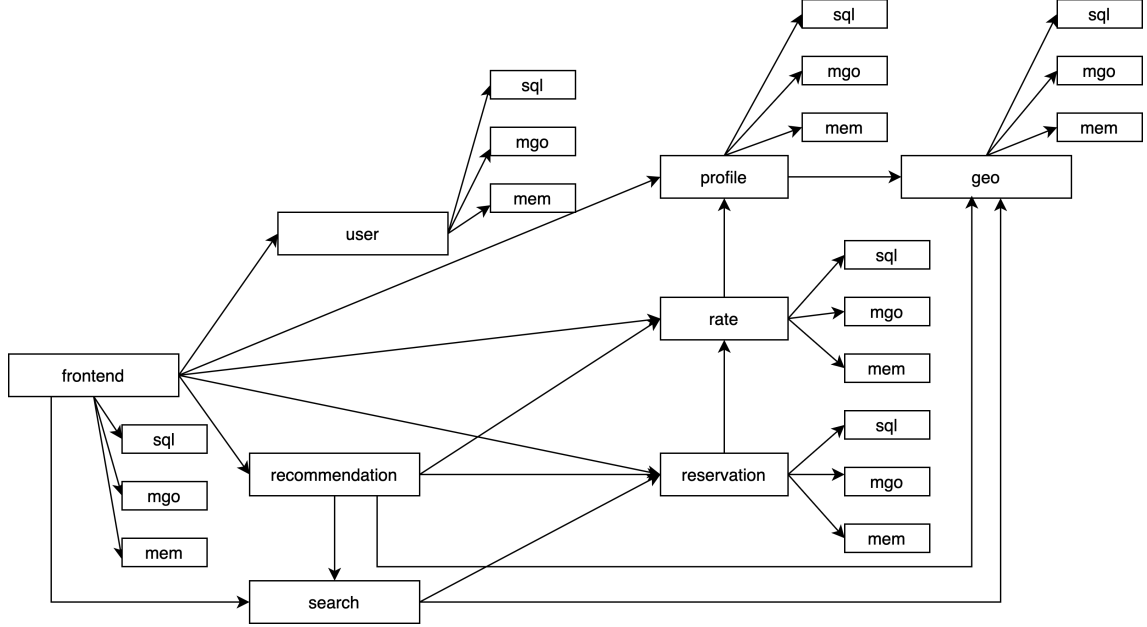 sql
sql
mgo
mgo
sql
mem
mem
mgo
profile
geo
mem
user
sql
rate
mgo
frontend
mem
sql
sql
recommendation
reservation
mgo
mgo
mem
mem
search